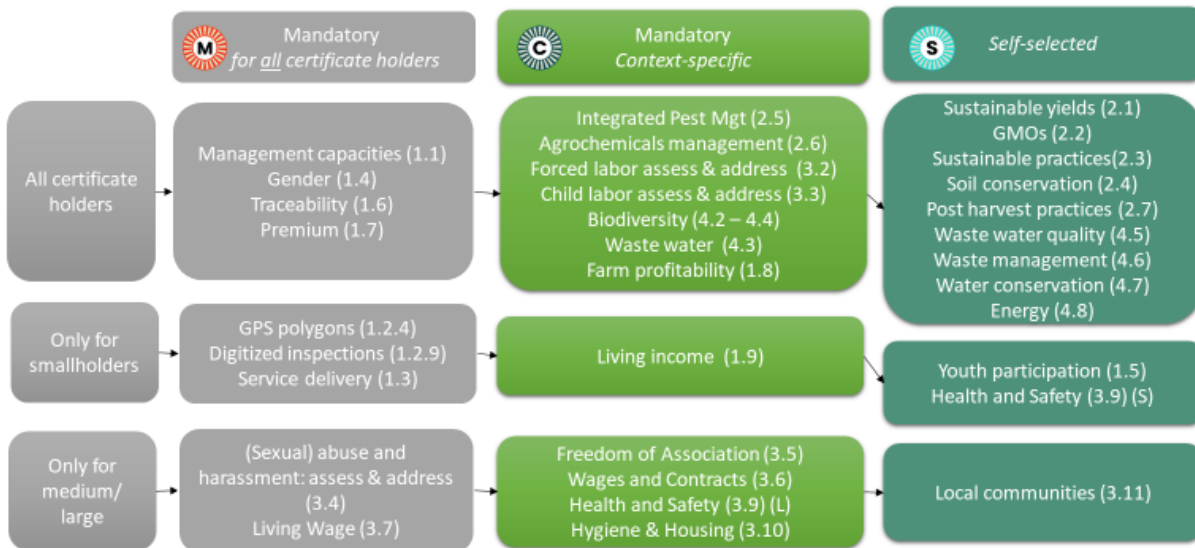 M
Mandatory
for all certificate holders
C
Mandatory
Context-specific
S
Self-selected
All certificate
holders
Management capacities (1.1)
Gender (1.4)
Traceability (1.6)
Premium (1.7)
Integrated Pest Mgt (2.5)
Agrochemicals management (2.6)
Forced labor assess & address (3.2)
Child labor assess & address (3.3)
Biodiversity (4.2 – 4.4)
Waste water (4.3)
Farm profitability (1.8)
Sustainable yields (2.1)
GMOs (2.2)
Sustainable practices(2.3)
Soil conservation (2.4)
Post harvest practices (2.7)
Waste water quality (4.5)
Waste management (4.6)
Water conservation (4.7)
Energy (4.8)
Only for
smallholders
GPS polygons (1.2.4)
Digitized inspections (1.2.9)
Service delivery (1.3)
Living income (1.9)
Youth participation (1.5)
Health and Safety (3.9) (S)
Only for
medium/
large
(Sexual) abuse and
harassment: assess & address
(3.4)
Living Wage (3.7)
Freedom of Association (3.5)
Wages and Contracts (3.6)
Health and Safety (3.9) (L)
Hygiene & Housing (3.10)
Local communities (3.11)